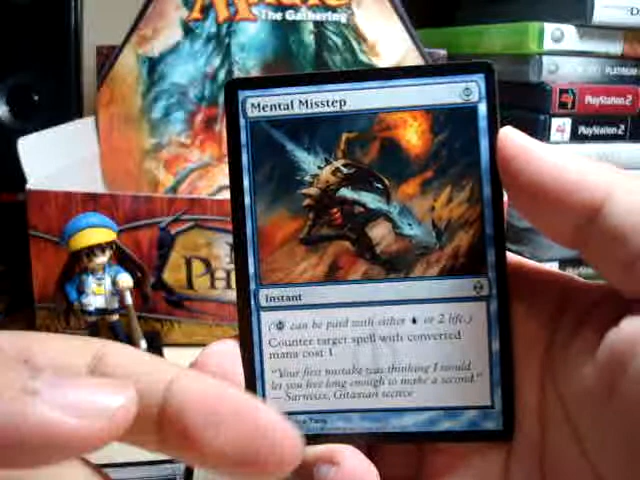 The Gathering
PlayStation 2
PLATINUM
PlayStation 2
Mental Misstep
Instant
( can be paid with either or 2 life.)
Counter target spell with converted
mana cost 1.
"Your first mistake was thinking I would
let you live long enough to make a second."
— Sarnvax, Gitaxian sective